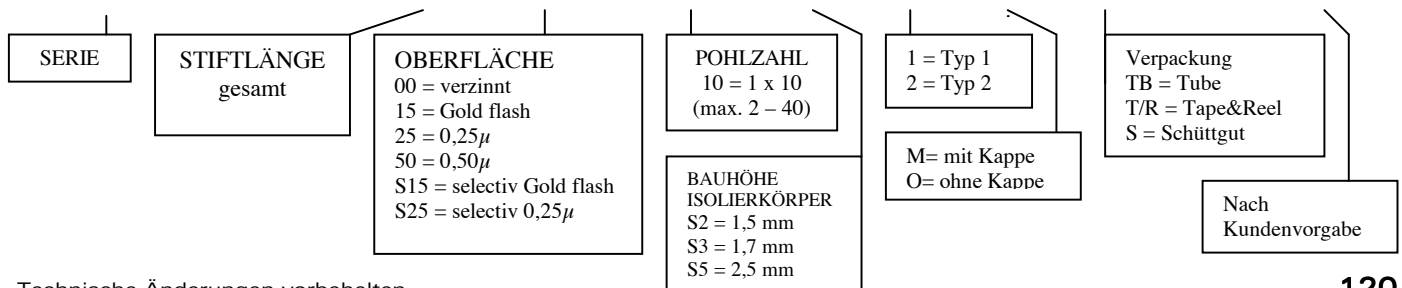 SERIE
STIFTLÄNGE
gesamt
OBERFLÄCHE
00 = verzinnt
15 = Gold flash
25 = 0,25µ
50 = 0,50µ
S15 = selectiv Gold flash
S25 = selectiv 0,25µ
POHLZAHL
10 = 1 x 10
(max. 2 – 40)
BAUHÖHE
ISOLIERKÖRPER
S2 = 1,5 mm
S3 = 1,7 mm
S5 = 2,5 mm
1 = Typ 1
2 = Typ 2
M= mit Kappe
O= ohne Kappe
Verpackung
TB = Tube
T/R = Tape&Reel
S = Schüttgut
Nach
Kundenvorgabe
Technische Änderungen vorbehalten
120